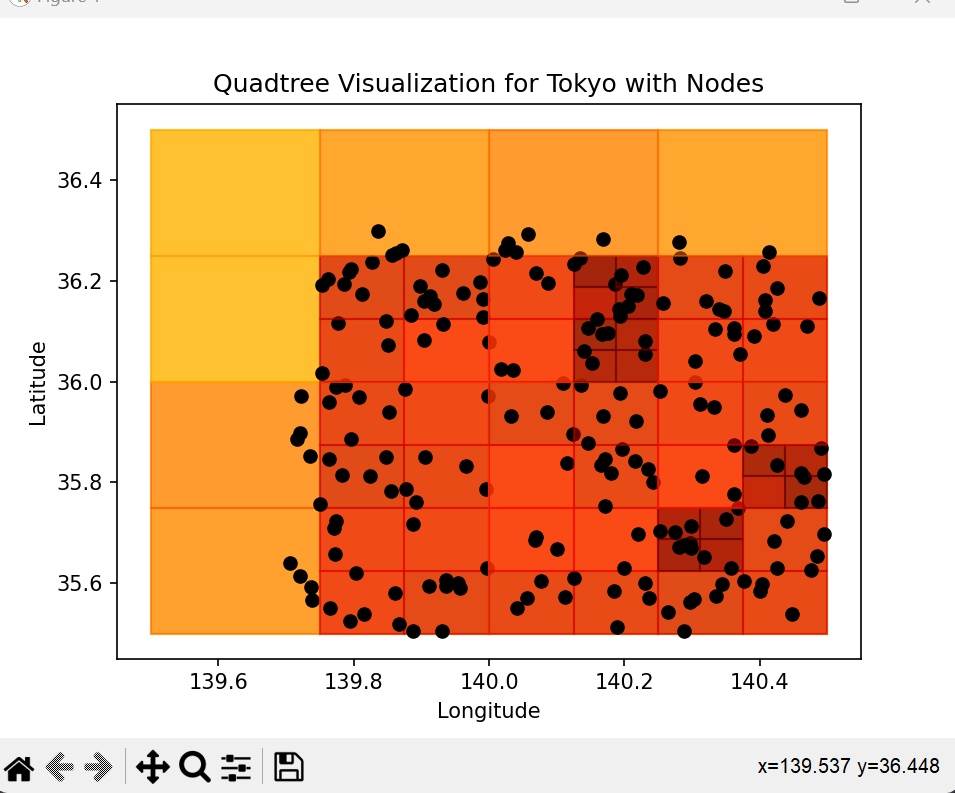 Quadtree Visualization for Tokyo with Nodes
36.4
36.2
36.0
35.8
35.6
Latitude
139.6 139.8 140.0 140.2 140.4
Longitude
x=139.537 y=36.448